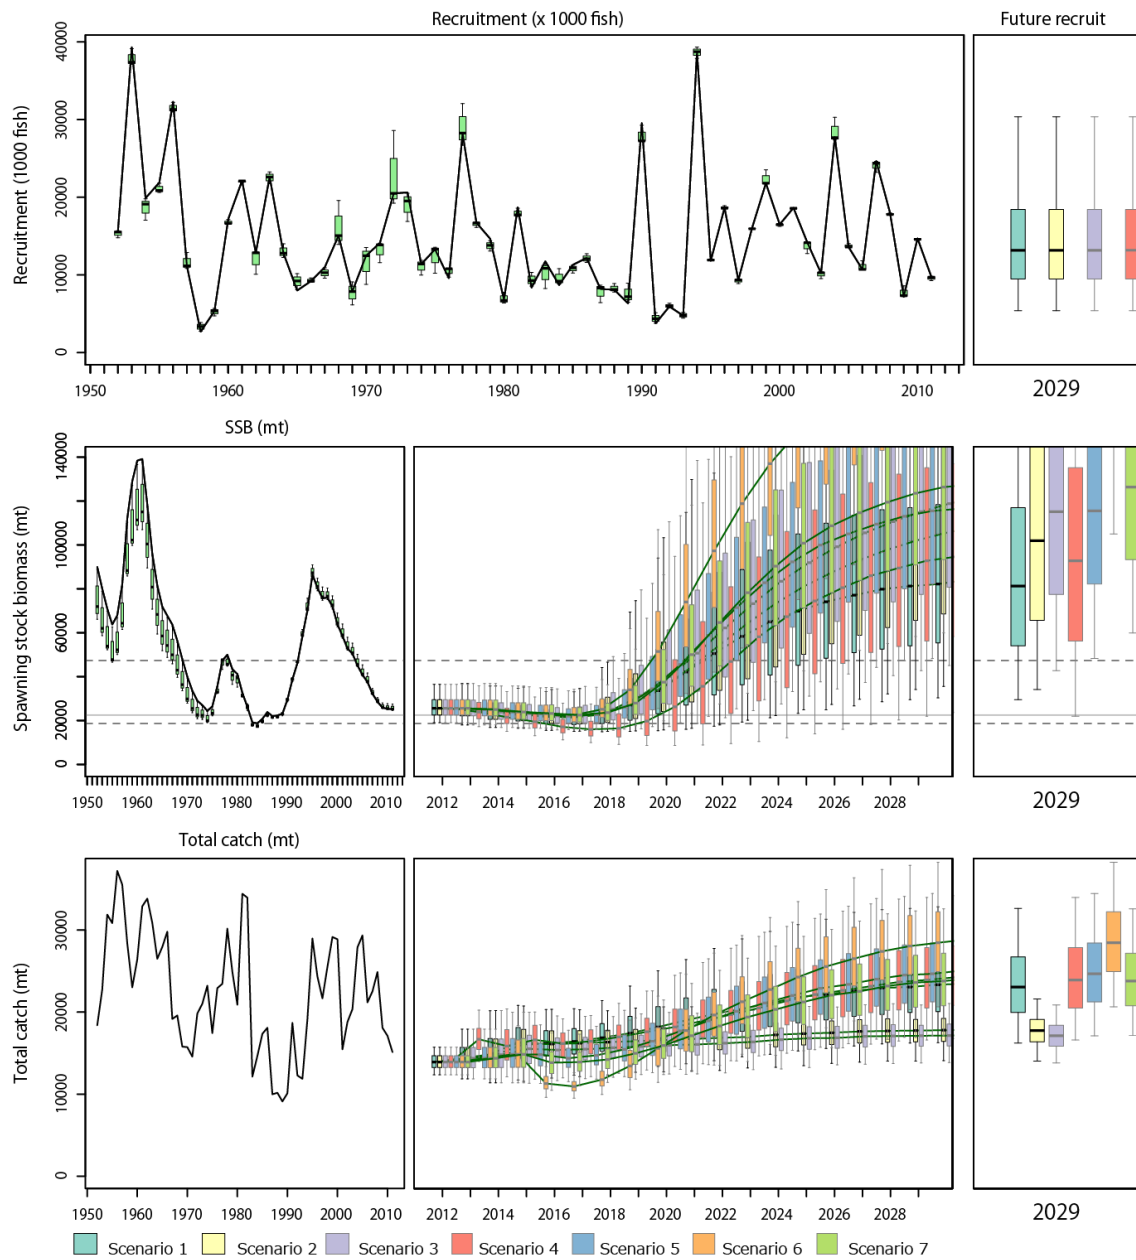 Recruitment (x 1000 fish)
Future recruit
Recruitment (1000 fish)
40000
30000
20000
10000
0
1950 1960 1970 1980 1990 2000 2010
2029
SSB (mt)
Spawning stock biomass (mt)
140000
100000
60000
20000
0
1950 1960 1970 1980 1990 2000 2010
2012 2014 2016 2018 2020 2022 2024 2026 2028
2029
Total catch (mt)
Total catch (mt)
30000
20000
10000
0
1950 1960 1970 1980 1990 2000 2010
2012 2014 2016 2018 2020 2022 2024 2026 2028
2029
Scenario 1 Scenario 2 Scenario 3 Scenario 4 Scenario 5 Scenario 6 Scenario 7